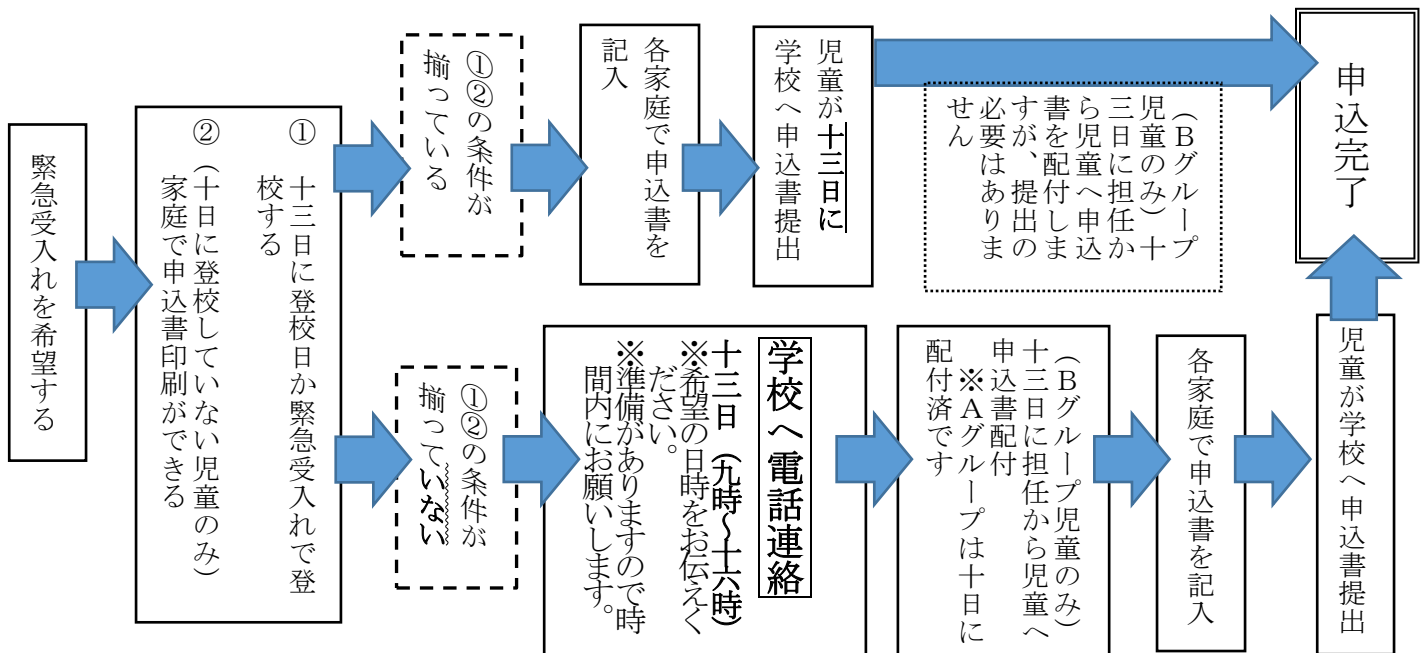 緊急受入れを希望する
① 十三日に登校日か緊急受入れで登
校する
② (十日に登校していない児童のみ)
家庭で申込書印刷ができる
①②の条件が
揃っている
各家庭で申込書を
記入
児童が十三日に
学校へ申込書提出
(Bグループ
児童のみ)十
三日に担任か
ら児童へ申込
書を配付しま
すが、提出の
必要はありま
せん
申込完了
①②の条件が
揃っていない
学校へ電話連絡
十三日(九時~十六時)
※希望の日時をお伝えく
ださい。
※準備がありますので時
間内にお願いします。
(Bグループ児童のみ)
十三日に担任から児童へ
申込書配付
※Aグループは十日に
配付済です
各家庭で申込書を記入
児童が学校へ申込書提出